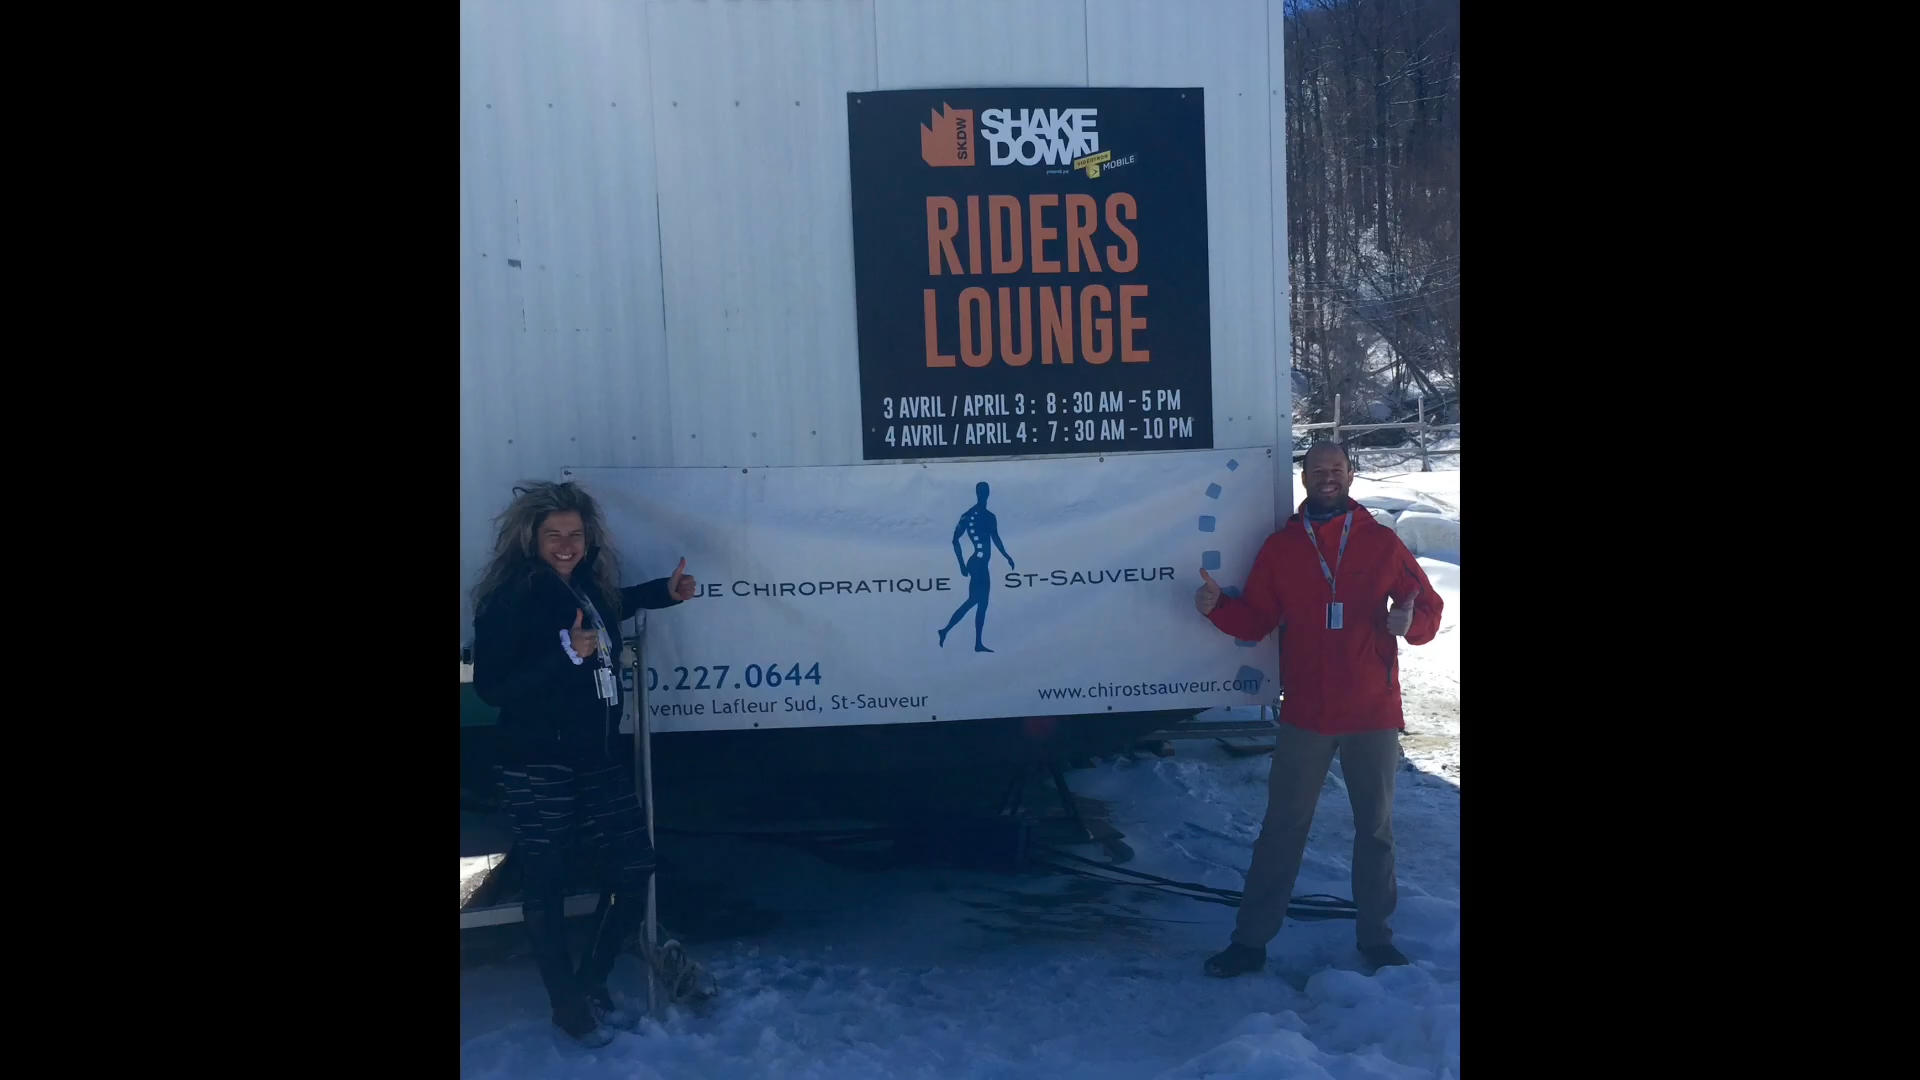 SKDW
SHAKE
DOWN
VIDEOTRON
MOBILE
RIDERS
LOUNGE
3 AVRIL / APRIL 3 : 8 : 30 AM - 5 PM
4 AVRIL / APRIL 4 : 7 : 30 AM - 10 PM
UE CHIROPRATIQUE ST-SAUVEUR
50.227.0644
venue Lafleur Sud, St-Sauveur
www.chirostsauveur.com